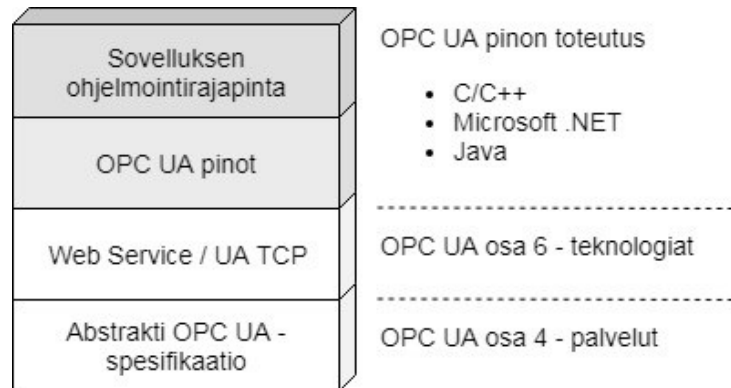 Sovelluksen
ohjelmointirajapinta
OPC UA pinot
Web Service / UA TCP
Abstrakti OPC UA -
spesifikaatio
OPC UA pinon toteutus
• C/C++
• Microsoft .NET
• Java
OPC UA osa 6 - teknologiat
OPC UA osa 4 - palvelut